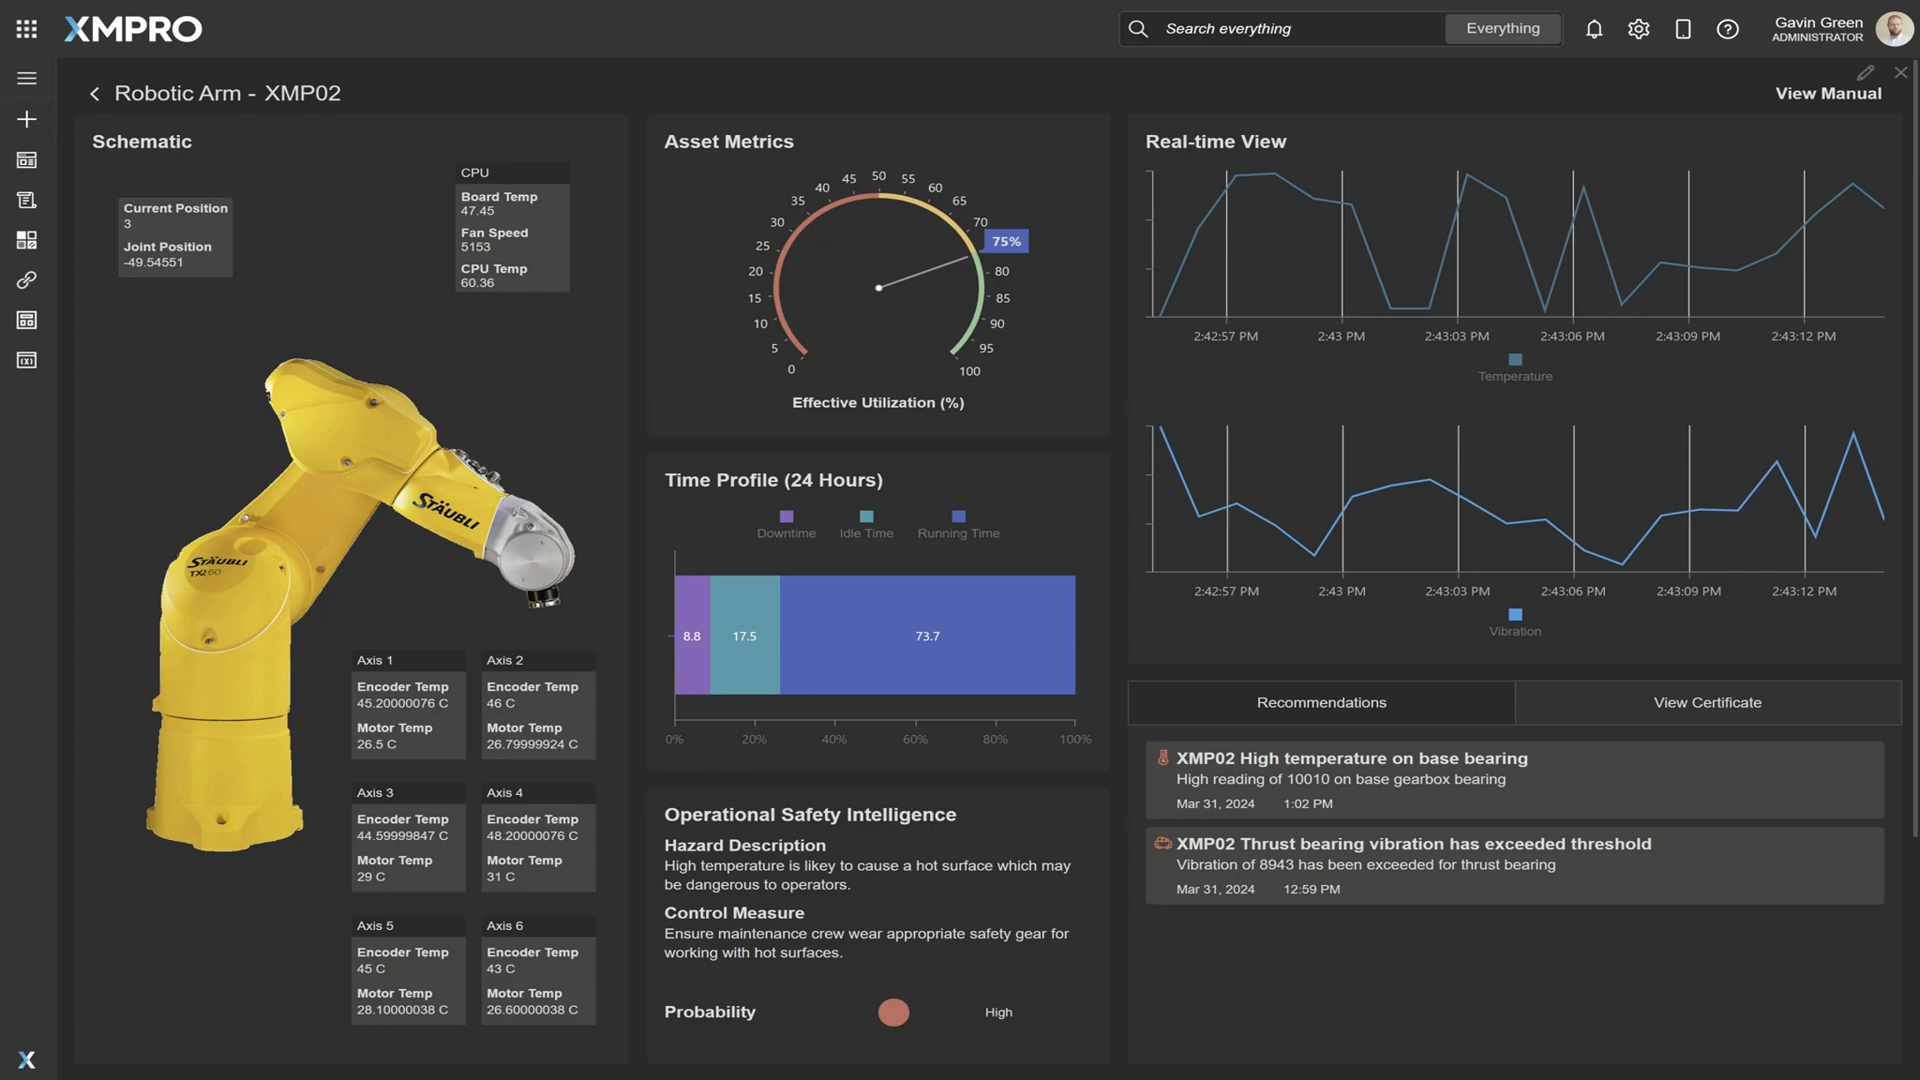 XMPRO
Search everything
Everything
Gavin Green
ADMINISTRATOR
Robotic Arm - XMP02
View Manual
Schematic
Current Position
3
Joint Position
-49.54551
CPU
Board Temp
47.45
Fan Speed
5153
CPU Temp
60.36
STÄUBLI
STÄUBLI
TX2 60
Axis 1
Encoder Temp
45.20000076 C
Motor Temp
26.5 C
Axis 2
Encoder Temp
46 C
Motor Temp
26.79999924 C
Axis 3
Encoder Temp
44.59999847 C
Motor Temp
29 C
Axis 4
Encoder Temp
48.20000076 C
Motor Temp
31 C
Axis 5
Encoder Temp
45 C
Motor Temp
28.10000038 C
Axis 6
Encoder Temp
43 C
Motor Temp
26.60000038 C
Asset Metrics
0
5
10
15
20
25
30
35
40
45
50
55
60
65
70
75%
80
85
90
95
100
Effective Utilization (%)
Time Profile (24 Hours)
Downtime Idle Time Running Time
8.8 17.5 73.7
0% 20% 40% 60% 80% 100%
Operational Safety Intelligence
Hazard Description
High temperature is likey to cause a hot surface which may
be dangerous to operators.
Control Measure
Ensure maintenance crew wear appropriate safety gear for
working with hot surfaces.
Probability High
Real-time View
2:42:57 PM 2:43 PM 2:43:03 PM 2:43:06 PM 2:43:09 PM 2:43:12 PM
Temperature
2:42:57 PM 2:43 PM 2:43:03 PM 2:43:06 PM 2:43:09 PM 2:43:12 PM
Vibration
Recommendations View Certificate
XMP02 High temperature on base bearing
High reading of 10010 on base gearbox bearing
Mar 31, 2024 1:02 PM
XMP02 Thrust bearing vibration has exceeded threshold
Vibration of 8943 has been exceeded for thrust bearing
Mar 31, 2024 12:59 PM
X